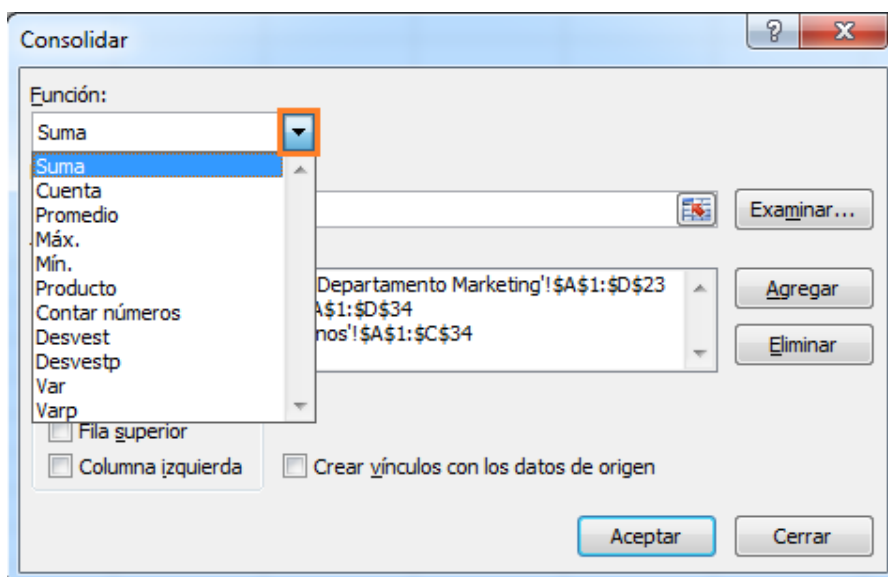 Consolidar
Función:
Suma
Suma
Cuenta
Promedio
Máx.
Mín.
Producto
Contar números
Desvest
Desvestp
Var
Varp
Examinar...
Departamento Marketing'!$A$1:$D$23
A$1:$D$34
nos'!$A$1:$C$34
Agregar
Eliminar
Fila superior
Columna izquierda
Crear vínculos con los datos de origen
Aceptar
Cerrar